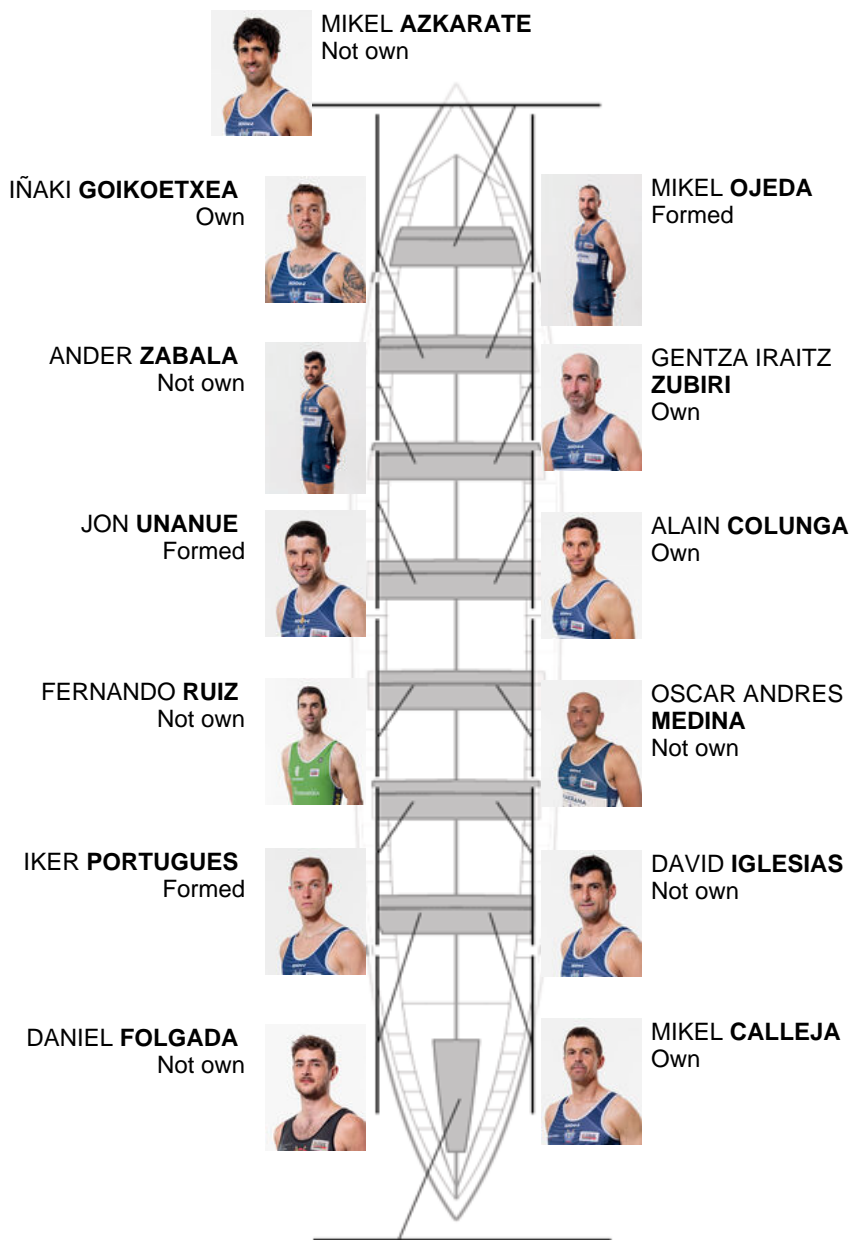 MIKEL AZKARATE
Not own
IÑAKI GOIKOETXEA
Own
MIKEL OJEDA
Formed
ANDER ZABALA
Not own
GENTZA IRAITZ
ZUBIRI
Own
JON UNANUE
Formed
ALAIN COLUNGA
Own
FERNANDO RUIZ
Not own
OSCAR ANDRES
MEDINA
Not own
IKER PORTUGUES
Formed
DAVID IGLESIAS
Not own
DANIEL FOLGADA
Not own
MIKEL CALLEJA
Own